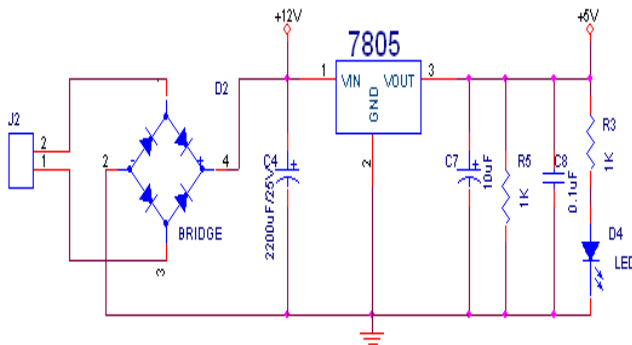 +12V
+5V
7805
1
VIN
VOUT
3
GND
2
J2
2
1
D2
2
-
+
4
3
BRIDGE
C4
+
2200uF/25V
C7
+
10uF
R5
1K
C8
0.1uF
R3
1K
D4
LED